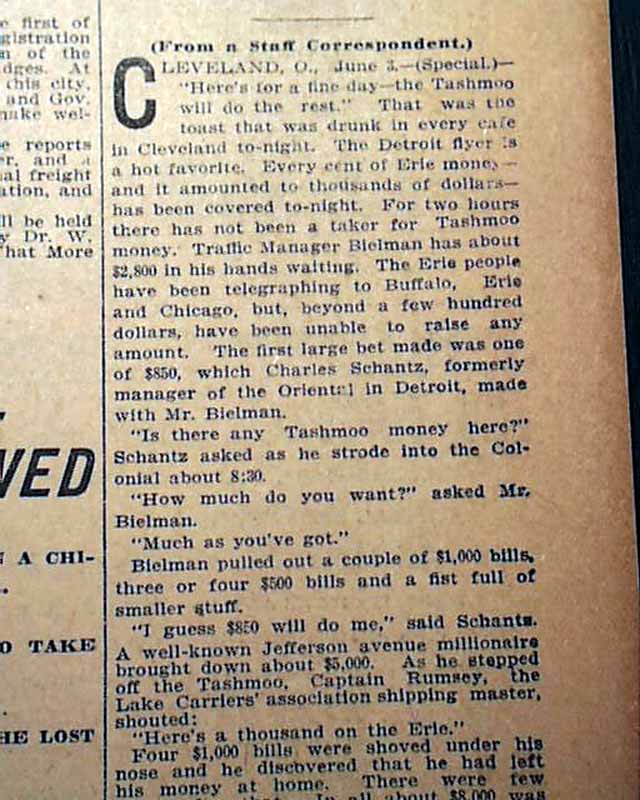 e first of
gistration
n of the
dges. At
this city,
and Gov.
make wel-
e reports
er, and a
al freight
ation, and
ll be held
y Dr. W.
That More
WED
A CHI-
O TAKE
HE LOST
(From a Staff Correspondent.)
CLEVELAND, O., June 3.—(Special.)—
"Here's for a fine day—the Tashmoo
will do the rest." That was the
toast that was drunk in every cafe
in Cleveland to-night. The Detroit flyer is
a hot favorite. Every cent of Erie money—
and it amounted to thousands of dollars—
has been covered to-night. For two hours
there has not been a taker for Tashmoo
money. Traffic Manager Bielman has about
$2,800 in his hands waiting. The Erie people
have been telegraphing to Buffalo, Erie
and Chicago, but, beyond a few hundred
dollars, have been unable to raise any
amount. The first large bet made was one
of $850, which Charles Schantz, formerly
manager of the Oriental in Detroit, made
with Mr. Bielman.
"Is there any Tashmoo money here?"
Schantz asked as he strode into the Col-
onial about 8:30.
"How much do you want?" asked Mr.
Bielman.
"Much as you've got."
Bielman pulled out a couple of $1,000 bills,
three or four $500 bills and a fist full of
smaller stuff.
"I guess $850 will do me," said Schantz.
A well-known Jefferson avenue millionaire
brought down about $5,000. As he stepped
off the Tashmoo, Captain Rumsey, the
Lake Carriers' association shipping master,
shouted:
"Here's a thousand on the Erie."
Four $1,000 bills were shoved under his
nose and he discovered that he had left
his money at home. There were few
that. In all about $8,000 was